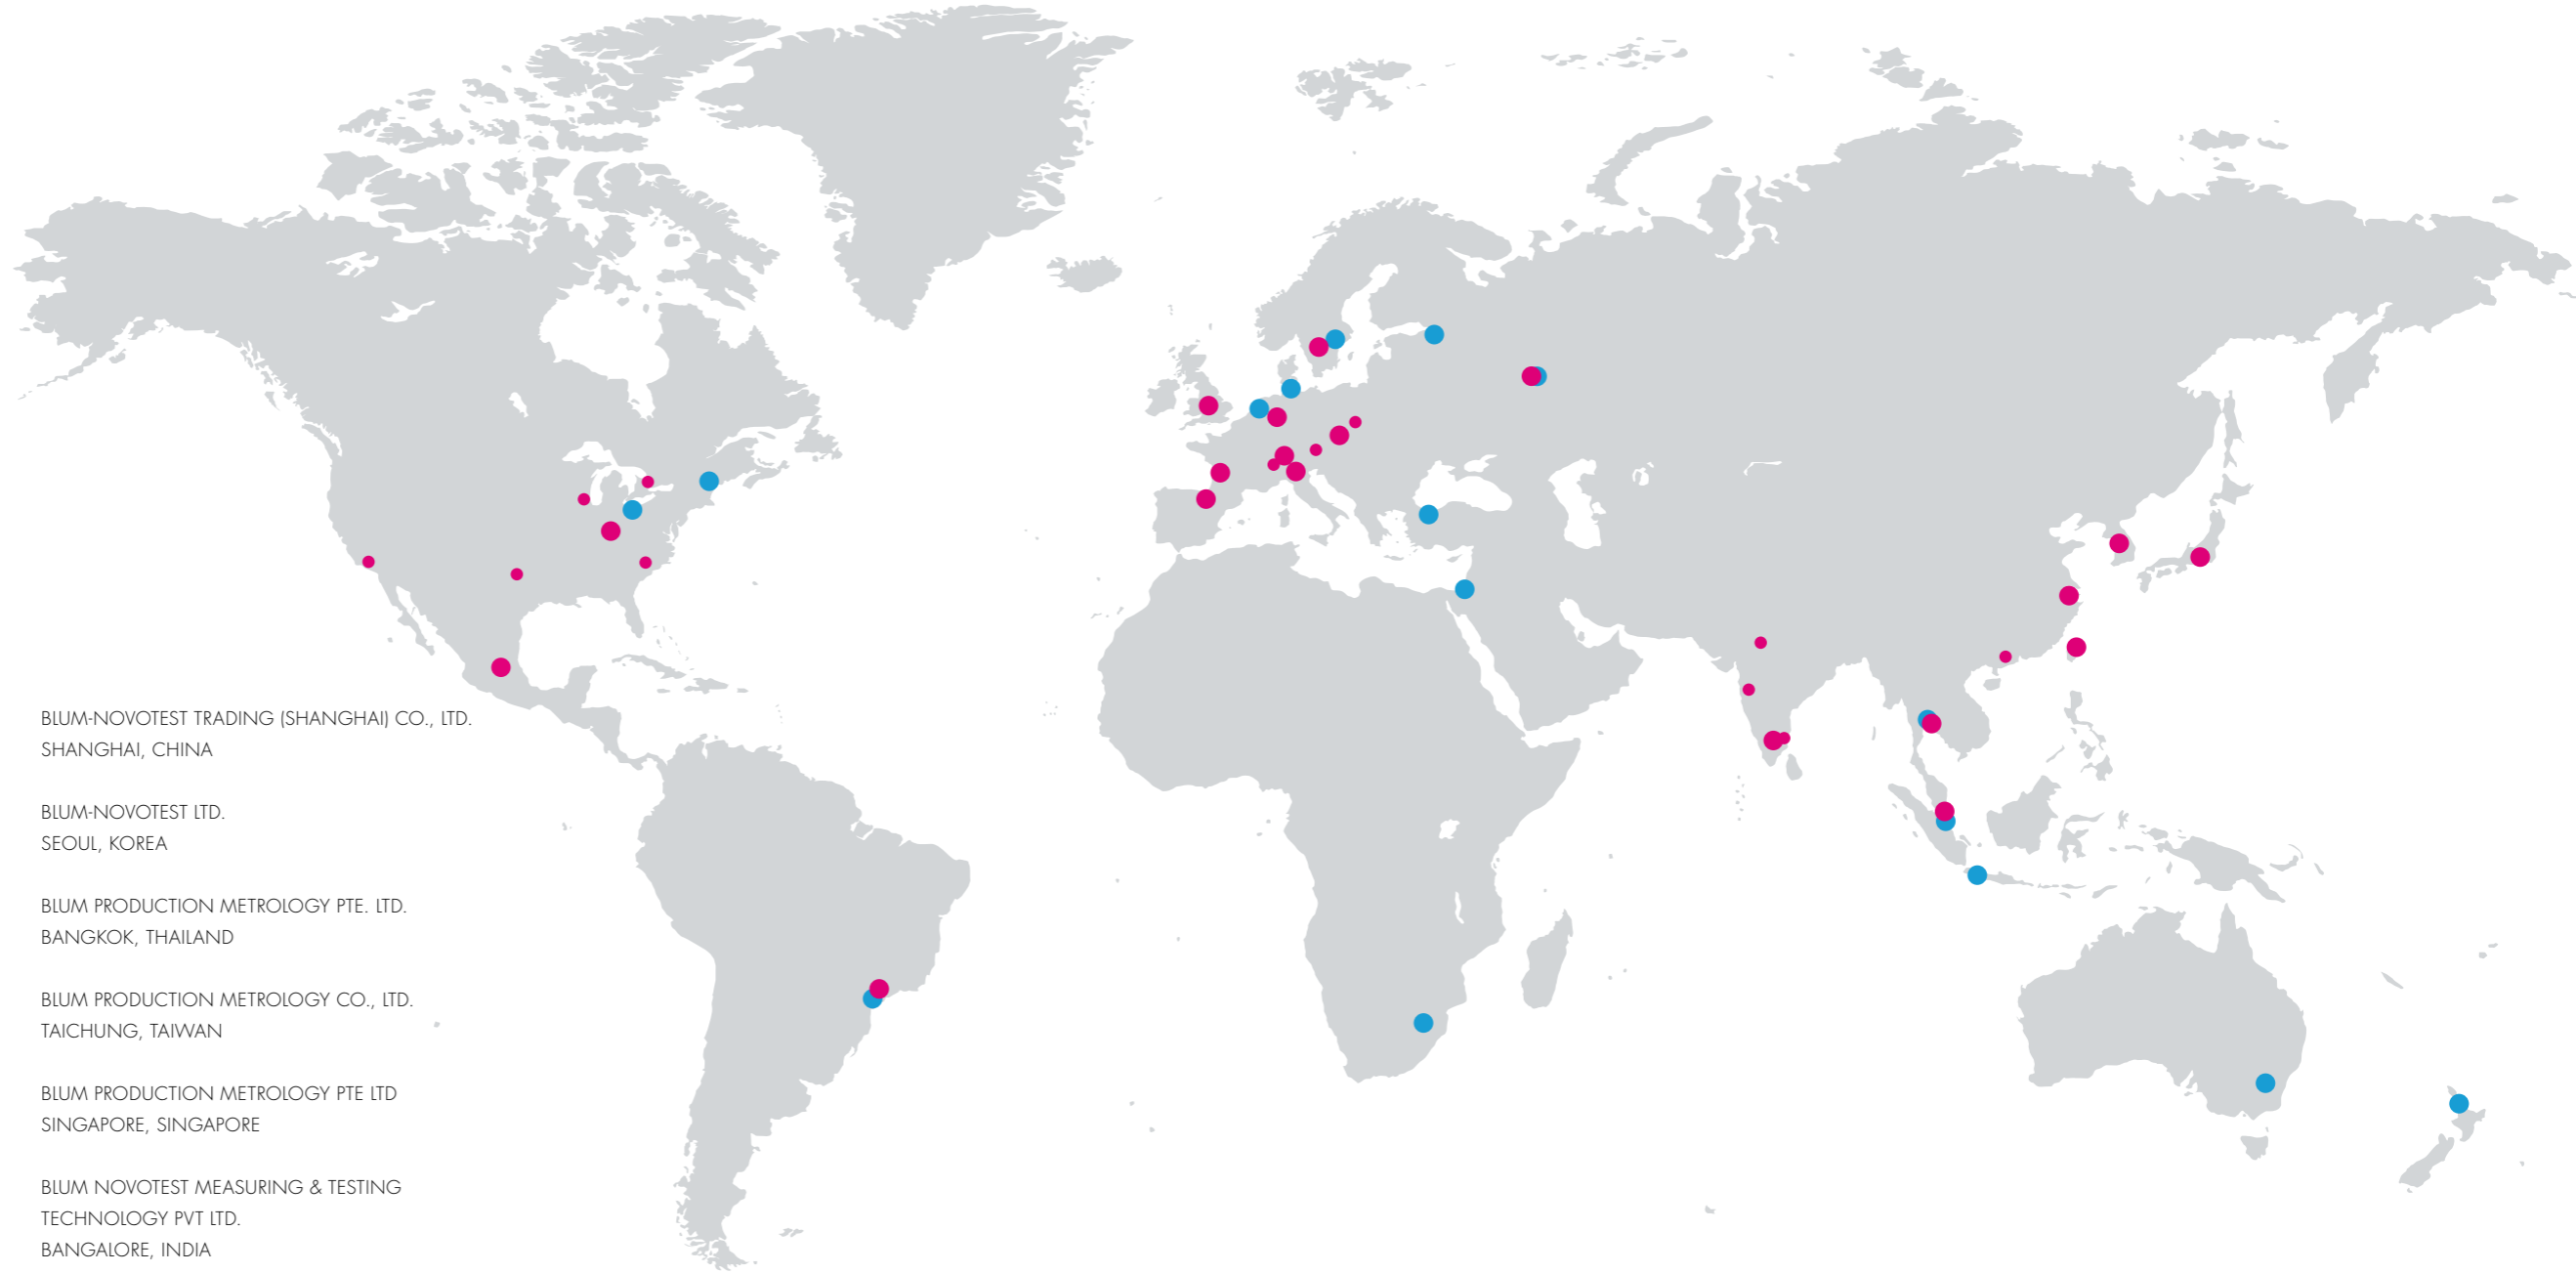 BLUM-NOVOTEST TRADING (SHANGHAI) CO., LTD.
SHANGHAI, CHINA
BLUM-NOVOTEST LTD.
SEOUL, KOREA
BLUM PRODUCTION METROLOGY PTE. LTD.
BANGKOK, THAILAND
BLUM PRODUCTION METROLOGY CO., LTD.
TAICHUNG, TAIWAN
BLUM PRODUCTION METROLOGY PTE LTD
SINGAPORE, SINGAPORE
BLUM NOVOTEST MEASURING & TESTING
TECHNOLOGY PVT LTD.
BANGALORE, INDIA